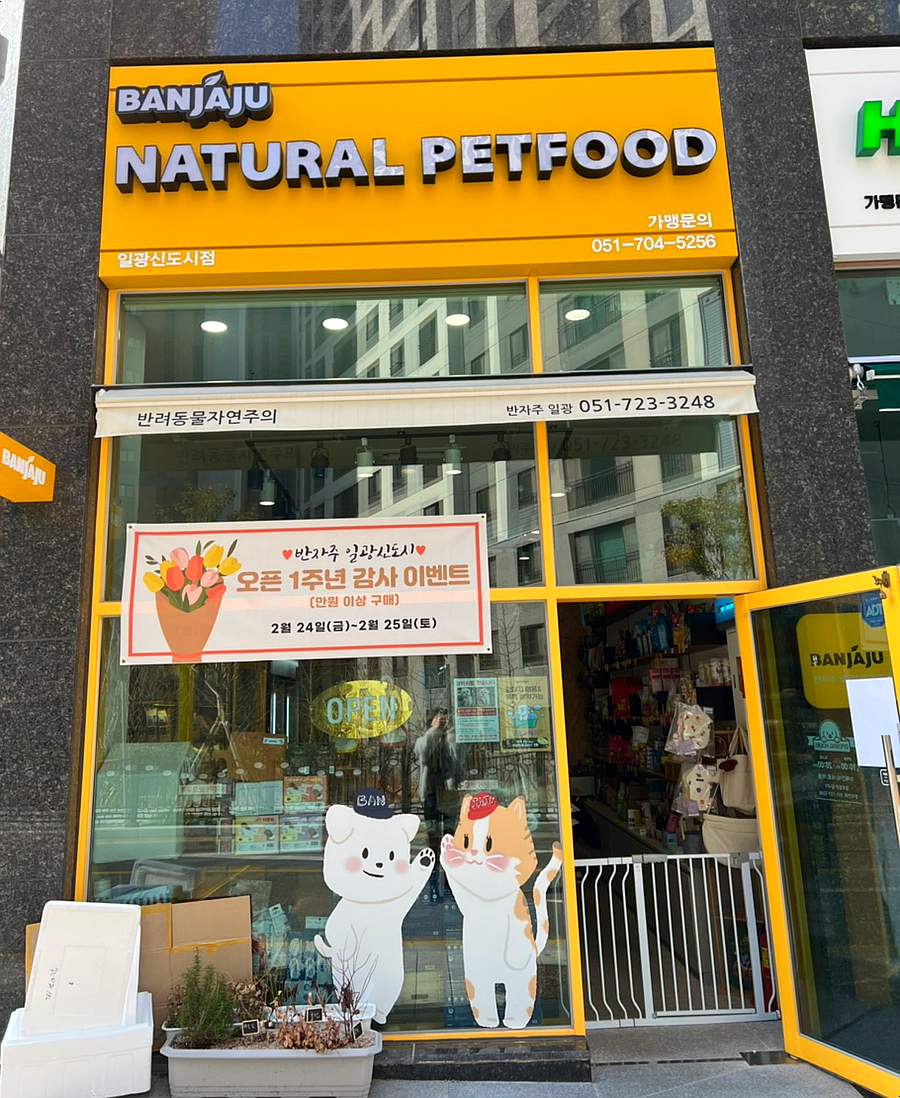 BANJAJU
NATURAL PETFOOD
가맹문의
051-704-5256
일광신도시점
반려동물자연주의
반자주 일광 051-723-3248
BANJAJU
♥반자주 일광신도시♥
오픈 1주년 감사 이벤트
(만원 이상 구매)
2월 24일(금)~2월 25일(토)
ADT
BANJAJU
OPEN
BAN